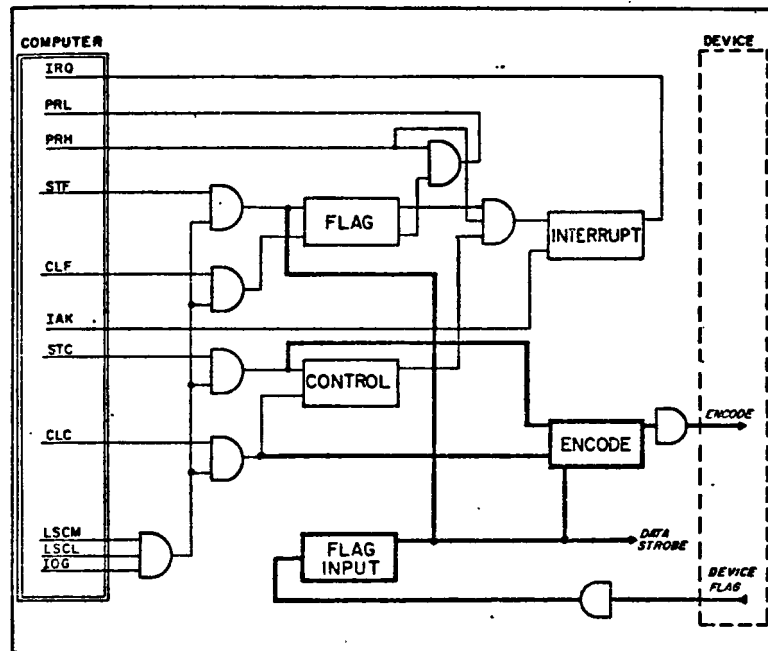 COMPUTER
DEVICE
IRQ
PRL
PRH
STF
FLAG
INTERRUPT
CLF
IAK
STC
CONTROL
CLC
ENCODE
ENCODE
LSCM
LSCL
IOG
FLAG
INPUT
DATA
STROBE
DEVICE
FLAG